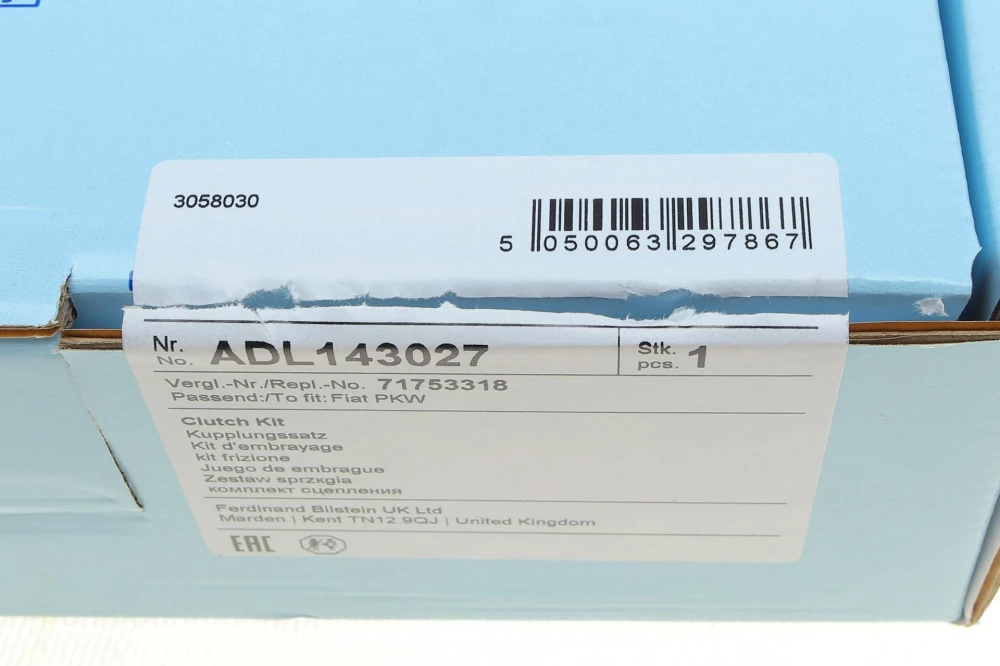 3058030
5 050063 297867
Nr.
No. ADL143027
Stk.
pcs. 1
Vergl.-Nr./Repl.-No. 71753318
Passend:/To fit: Fiat PKW
Clutch Kit
Kupplungssatz
Kit d'embrayage
kit frizione
Juego de embrague
Zestaw sprzкgia
комплект сцепления
Ferdinand Bilstein UK Ltd
Marden | Kent TN12 9QJ | United Kingdom
EAC